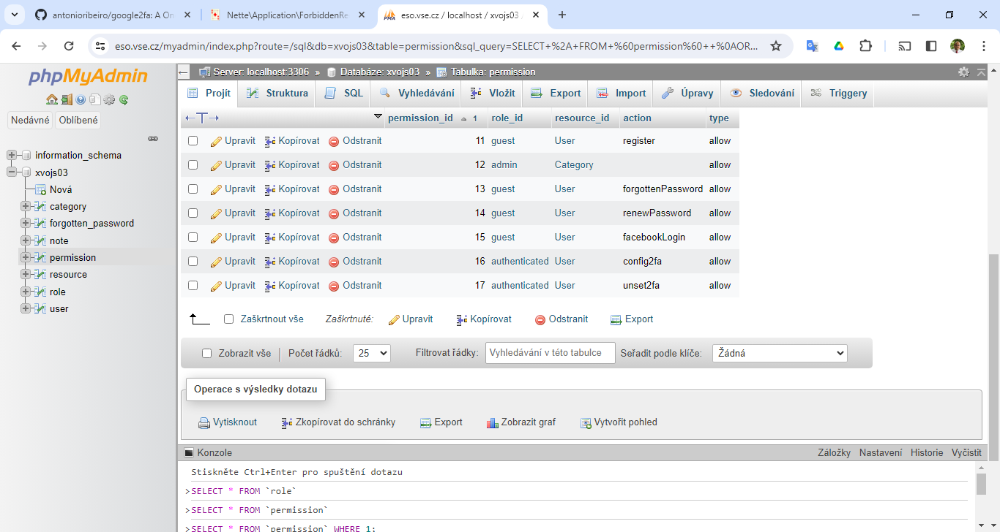 antonioribeiro/google2fa: A On
Nette\Application\ForbiddenRe
eso.vse.cz / localhost / xvojs03
eso.vse.cz/myadmin/index.php?route=/sql&db=xvojs03&table=permission&sql_query=SELECT+%2A+FROM+%60permission%60++%0AOR...
phpMyAdmin
Nedávné Oblíbené
information_schema
xvojs03
Nová
category
forgotten_password
note
permission
resource
role
user
Server: localhost:3306 » Databáze: xvojs03 » Tabulka: permission
Projít Struktura SQL Vyhledávání Vložit Export Import Úpravy Sledování Triggery
←T→ permission_id 1 role_id resource_id action type
Upravit Kopírovat Odstranit 11 guest User register allow
Upravit Kopírovat Odstranit 12 admin Category allow
Upravit Kopírovat Odstranit 13 guest User forgottenPassword allow
Upravit Kopírovat Odstranit 14 guest User renewPassword allow
Upravit Kopírovat Odstranit 15 guest User facebookLogin allow
Upravit Kopírovat Odstranit 16 authenticated User config2fa allow
Upravit Kopírovat Odstranit 17 authenticated User unset2fa allow
Zaškrtnout vše Zaškrtnuté: Upravit Kopírovat Odstranit Export
Zobrazit vše Počet řádků: 25 Filtrovat řádky: Vyhledávání v této tabulce Seřadit podle klíče: Žádná
Operace s výsledky dotazu
Vytisknout Zkopírovat do schránky Export Zobrazit graf Vytvořit pohled
Konzole Záložky Nastavení Historie Vyčistit
Stiskněte Ctrl+Enter pro spuštění dotazu
>SELECT * FROM `role`
>SELECT * FROM `permission`
>SELECT * FROM `permission` WHERE 1;